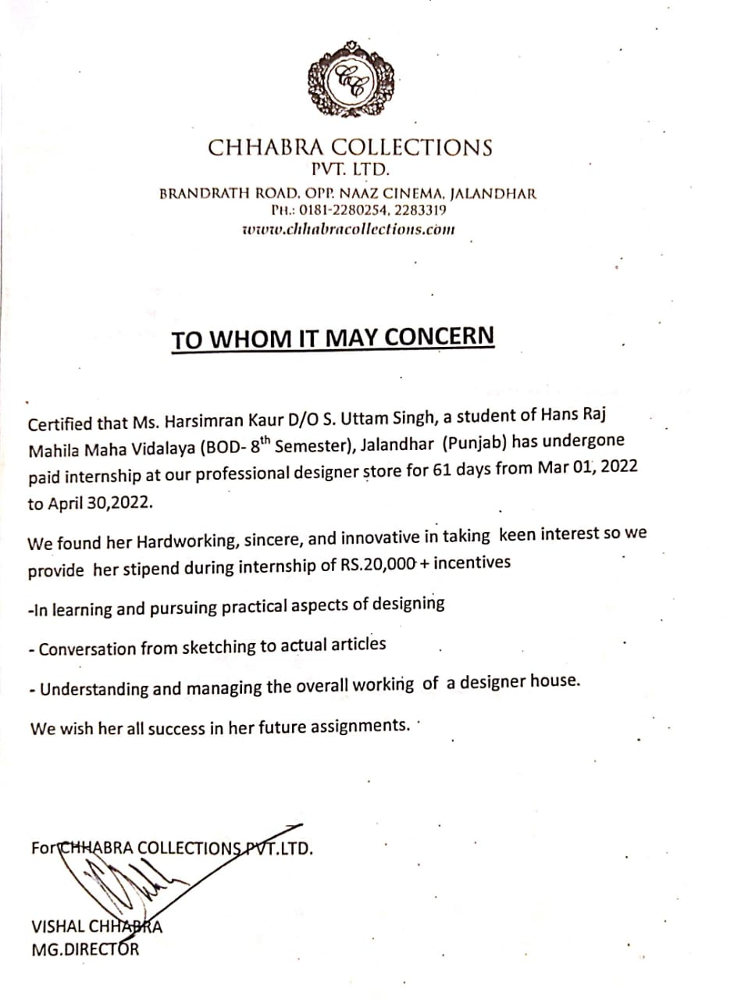 CC
CHHABRA COLLECTIONS
PVT. LTD.
BRANDRATH ROAD, OPP. NAAZ CINEMA, JALANDHAR
PH.: 0181-2280254, 2283319
www.chhabracollections.com
TO WHOM IT MAY CONCERN
Certified that Ms. Harsimran Kaur D/O S. Uttam Singh, a student of Hans Raj
Mahila Maha Vidalaya (BOD- 8th Semester), Jalandhar (Punjab) has undergone
paid internship at our professional designer store for 61 days from Mar 01, 2022
to April 30,2022.
We found her Hardworking, sincere, and innovative in taking keen interest so we
provide her stipend during internship of RS.20,000 + incentives
-In learning and pursuing practical aspects of designing
- Conversation from sketching to actual articles
- Understanding and managing the overall working of a designer house.
We wish her all success in her future assignments.
For CHHABRA COLLECTIONS PVT.LTD.
VISHAL CHHABRA
MG.DIRECTOR